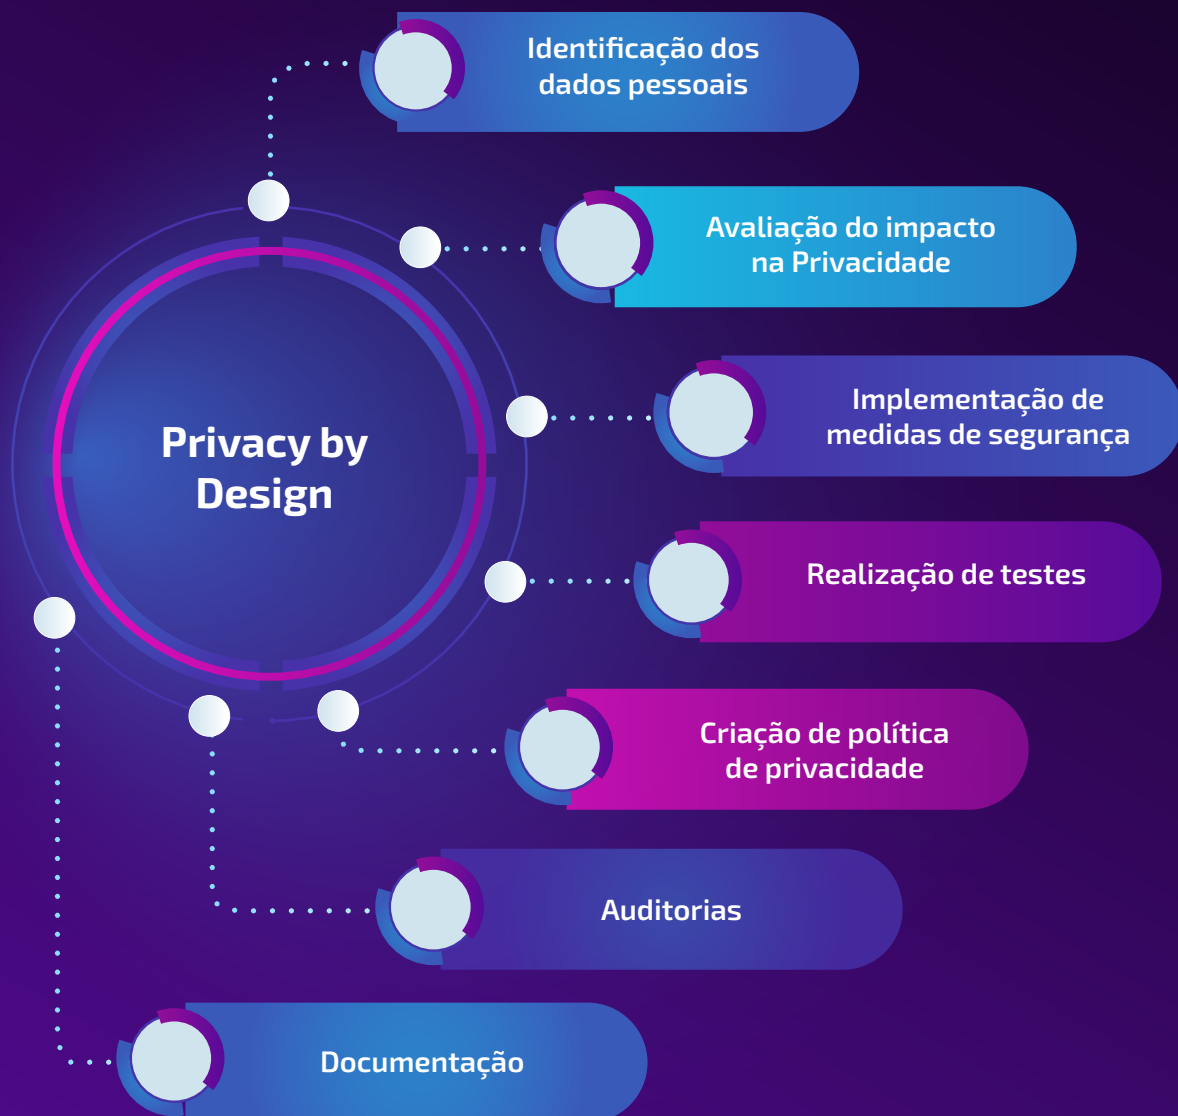 Identificação dos
dados pessoais
Avaliação do impacto
na Privacidade
Implementação de
medidas de segurança
Privacy by
Design
Realização de testes
Criação de política
de privacidade
Auditorias
Documentação